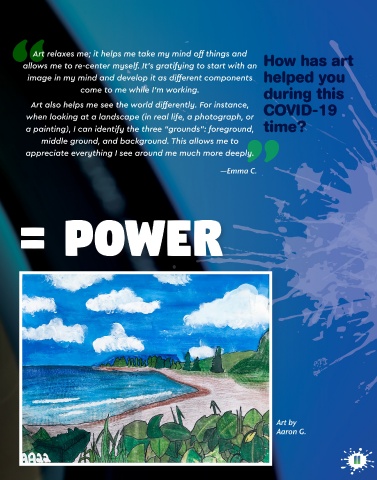 Art relaxes me; it helps me take my mind off things and
allows me to re-center myself. It's gratifying to start with an
image in my mind and develop it as different components
come to me while I'm working.
Art also helps me see the world differently. For instance,
when looking at a landscape (in real life, a photograph, or
a painting), I can identify the three "grounds": foreground,
middle ground, and background. This allows me to
appreciate everything I see around me much more deeply.
—Emma C.
How has art
helped you
during this
COVID-19
time?
= POWER
Art by
Aaron G.
11